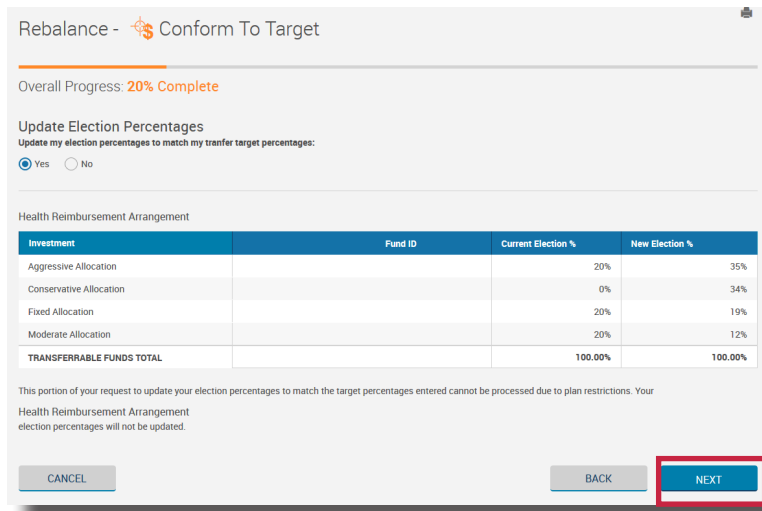 Rebalance - Conform To Target
Overall Progress: 20% Complete
Update Election Percentages
Update my election percentages to match my tranfer target percentages:
Yes No
Health Reimbursement Arrangement
Investment Fund ID Current Election % New Election %
Aggressive Allocation 20% 35%
Conservative Allocation 0% 34%
Fixed Allocation 20% 19%
Moderate Allocation 20% 12%
TRANSFERRABLE FUNDS TOTAL 100.00% 100.00%
This portion of your request to update your election percentages to match the target percentages entered cannot be processed due to plan restrictions. Your
Health Reimbursement Arrangement
election percentages will not be updated.
CANCEL BACK NEXT